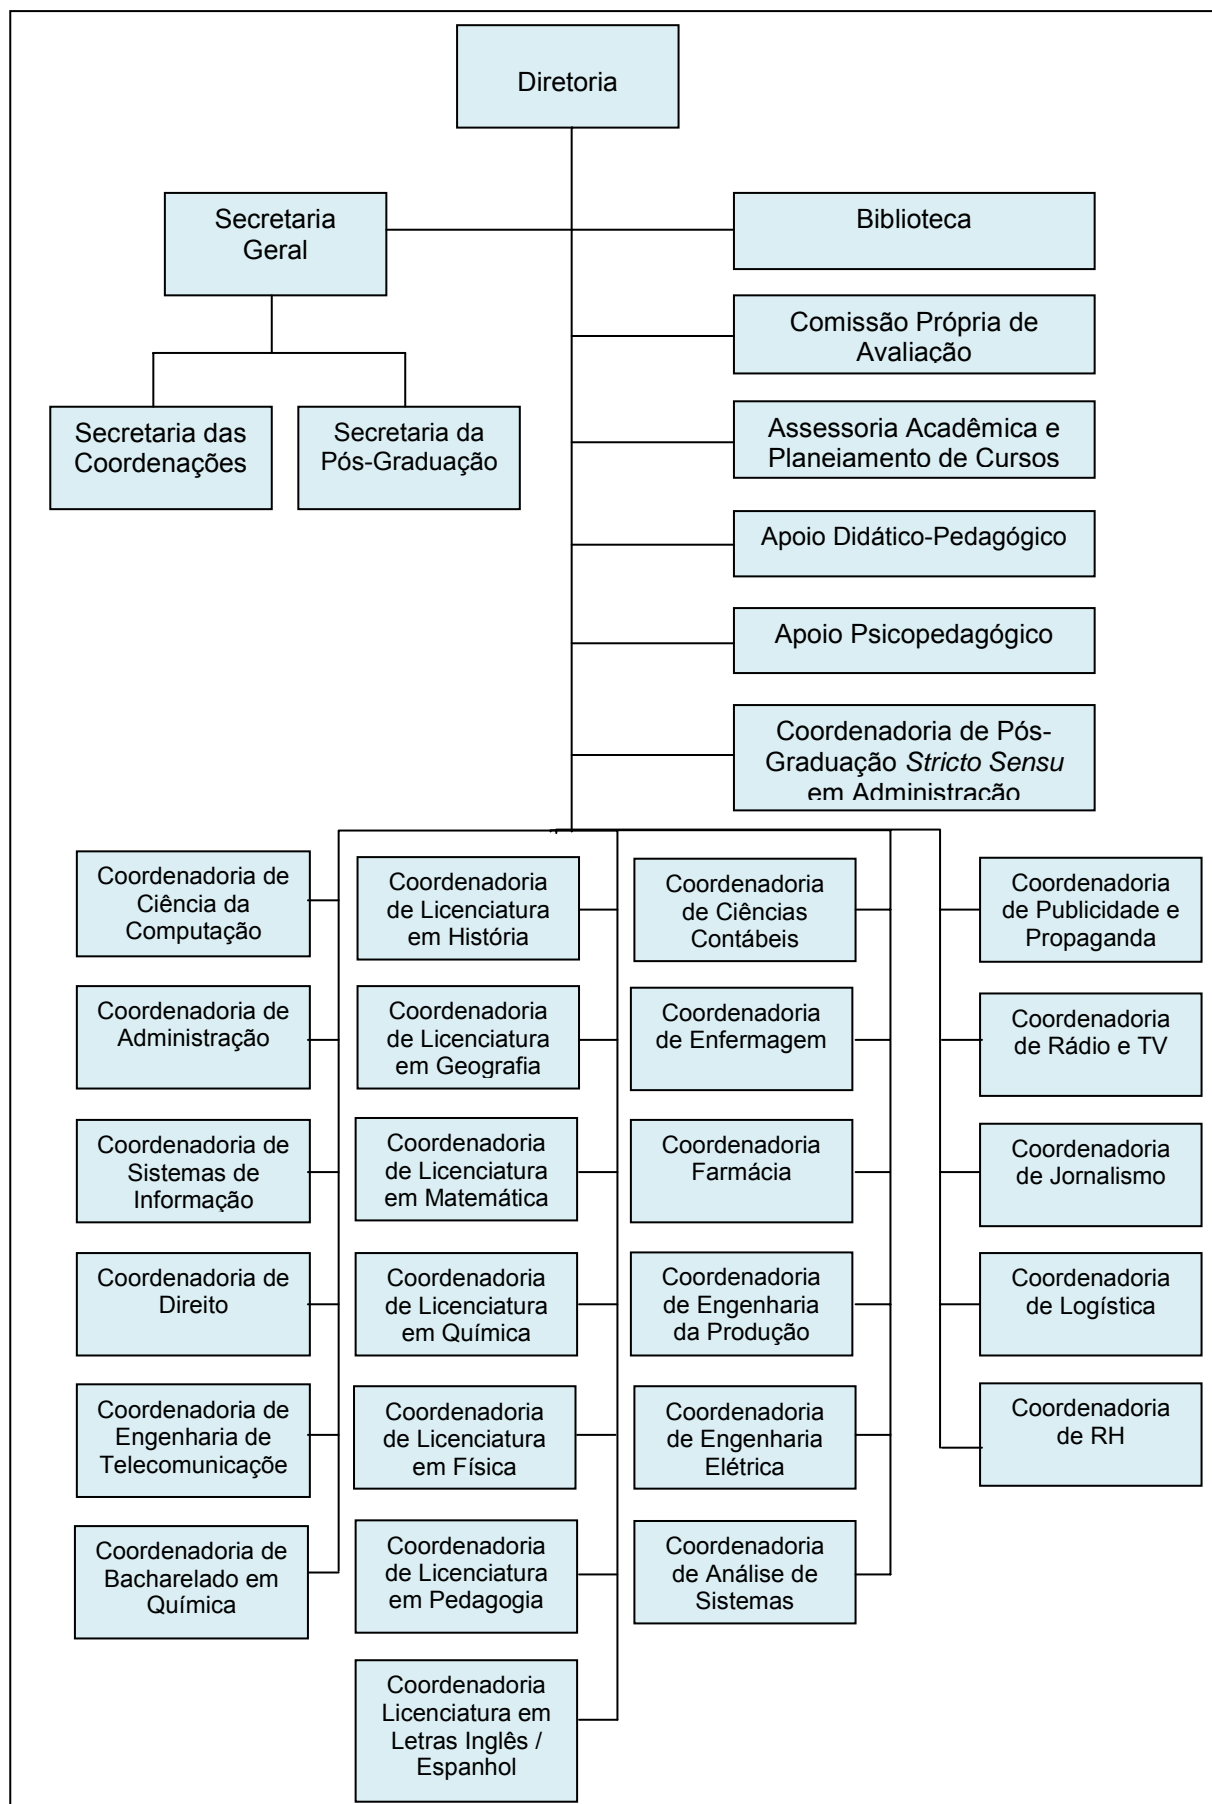 Diretoria
Secretaria
Geral
Biblioteca
Comissão Própria de
Avaliação
Secretaria das
Coordenações
Secretaria da
Pós-Graduação
Assessoria Acadêmica e
Planejamento de Cursos
Apoio Didático-Pedagógico
Apoio Psicopedagógico
Coordenadoria de Pós-
Graduação Stricto Sensu
em Administração
Coordenadoria de
Ciência da
Computação
Coordenadoria
de Licenciatura
em História
Coordenadoria
de Ciências
Contábeis
Coordenadoria
de Publicidade e
Propaganda
Coordenadoria de
Administração
Coordenadoria
de Licenciatura
em Geografia
Coordenadoria
de Enfermagem
Coordenadoria
de Rádio e TV
Coordenadoria de
Sistemas de
Informação
Coordenadoria
de Licenciatura
em Matemática
Coordenadoria
Farmácia
Coordenadoria
de Jornalismo
Coordenadoria de
Direito
Coordenadoria
de Licenciatura
em Química
Coordenadoria
de Engenharia
da Produção
Coordenadoria
de Logística
Coordenadoria de
Engenharia de
Telecomunicaçõe
Coordenadoria
de Licenciatura
em Física
Coordenadoria
de Engenharia
Elétrica
Coordenadoria
de RH
Coordenadoria de
Bacharelado em
Química
Coordenadoria
de Licenciatura
em Pedagogia
Coordenadoria
de Análise de
Sistemas
Coordenadoria
Licenciatura em
Letras Inglês /
Espanhol